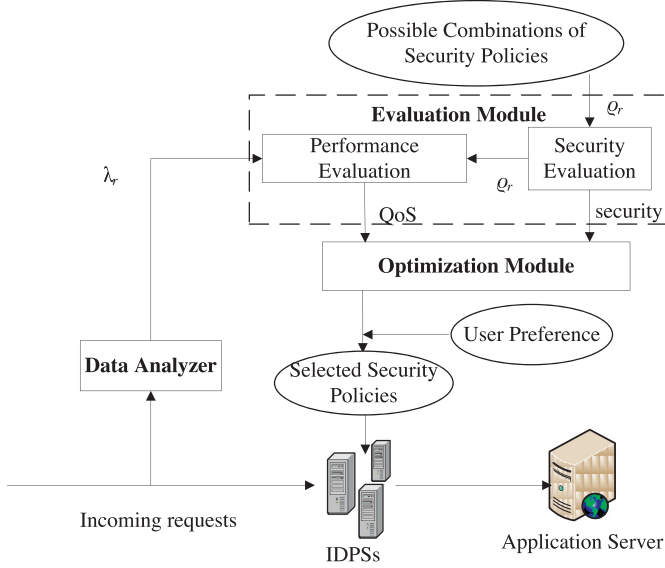 Possible Combinations of
Security Policies
ϱr
Evaluation Module
Performance
Evaluation
Security
Evaluation
λr
ϱr
QoS
security
Optimization Module
User Preference
Data Analyzer
Selected Security
Policies
Incoming requests
IDPSs
Application Server